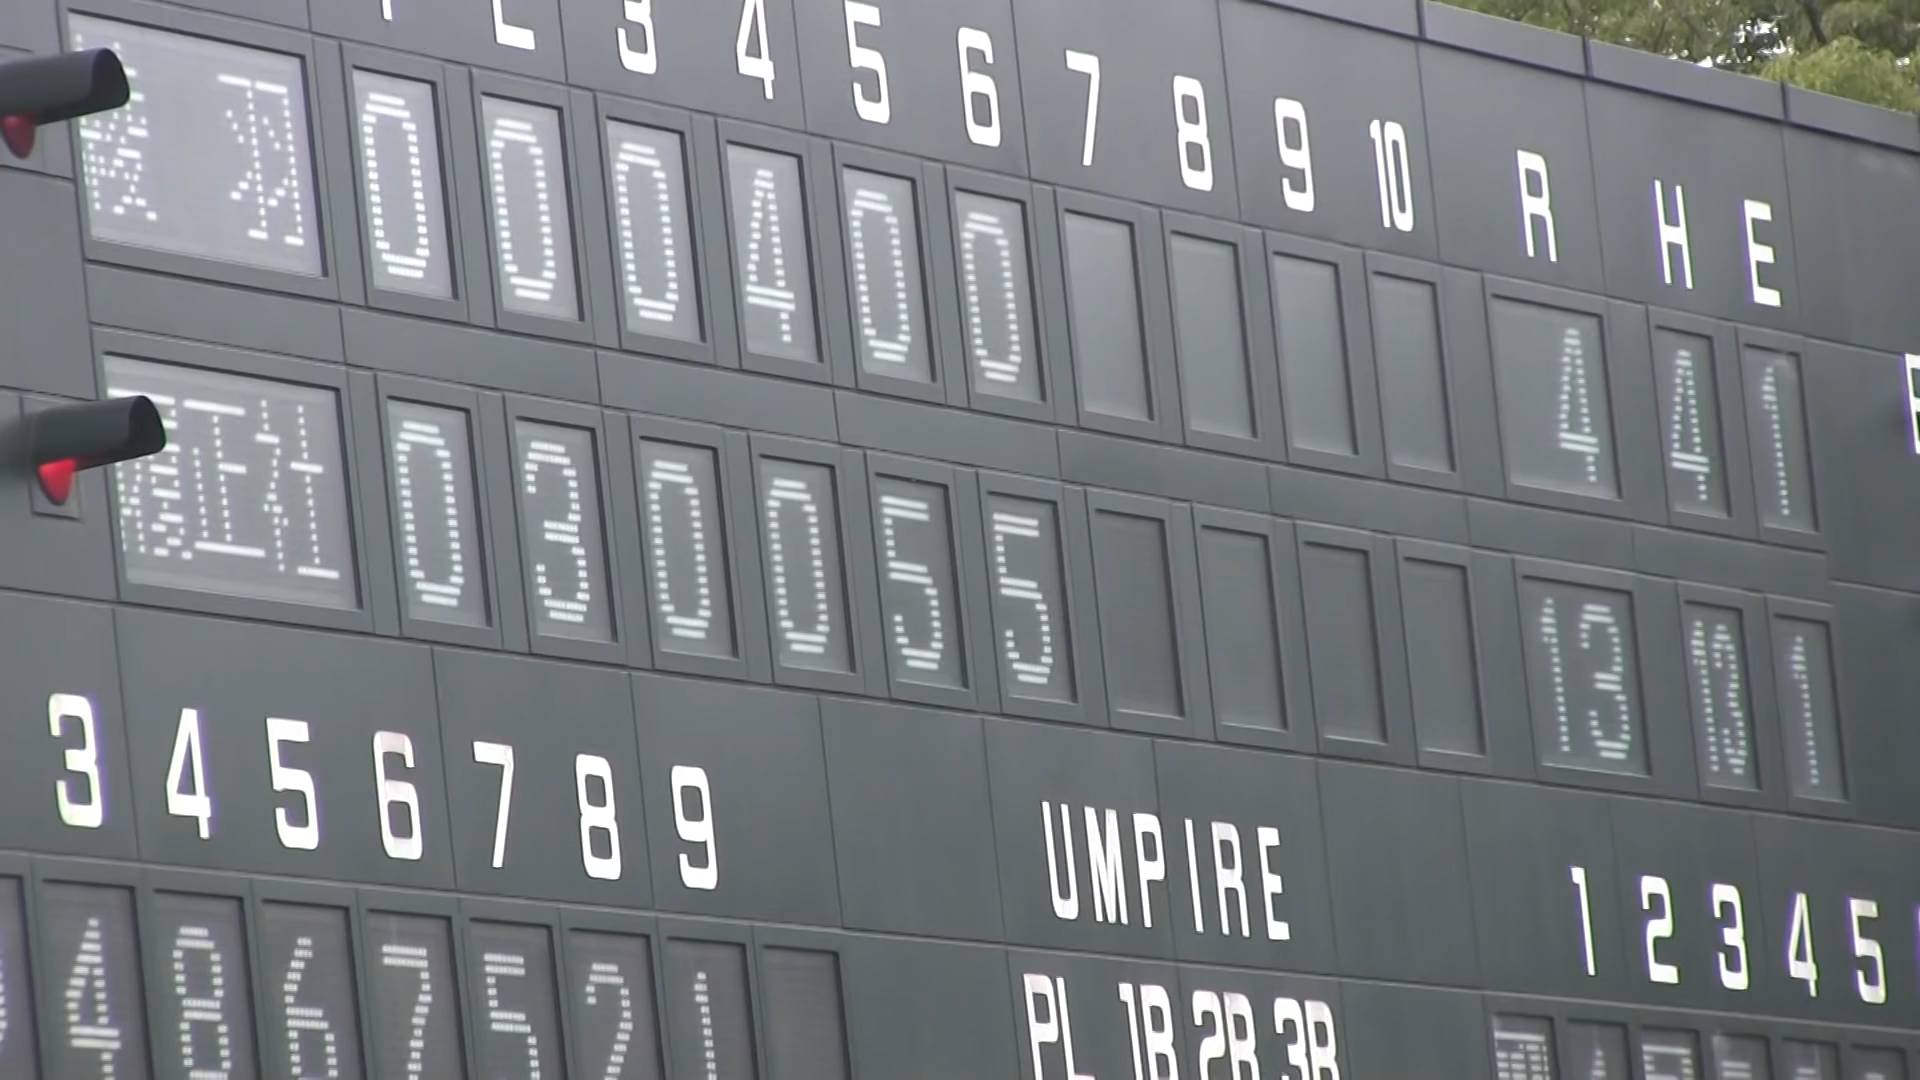 3 4 5 6 7 8 9 10 R H E
0 0 0 4 0 0 4 4 1
0 3 0 0 5 5 13 1
3 4 5 6 7 8 9
UMPIRE
1 2 3 4 5
4 8 6 7 5 2 1
PL 1B 2B 3B